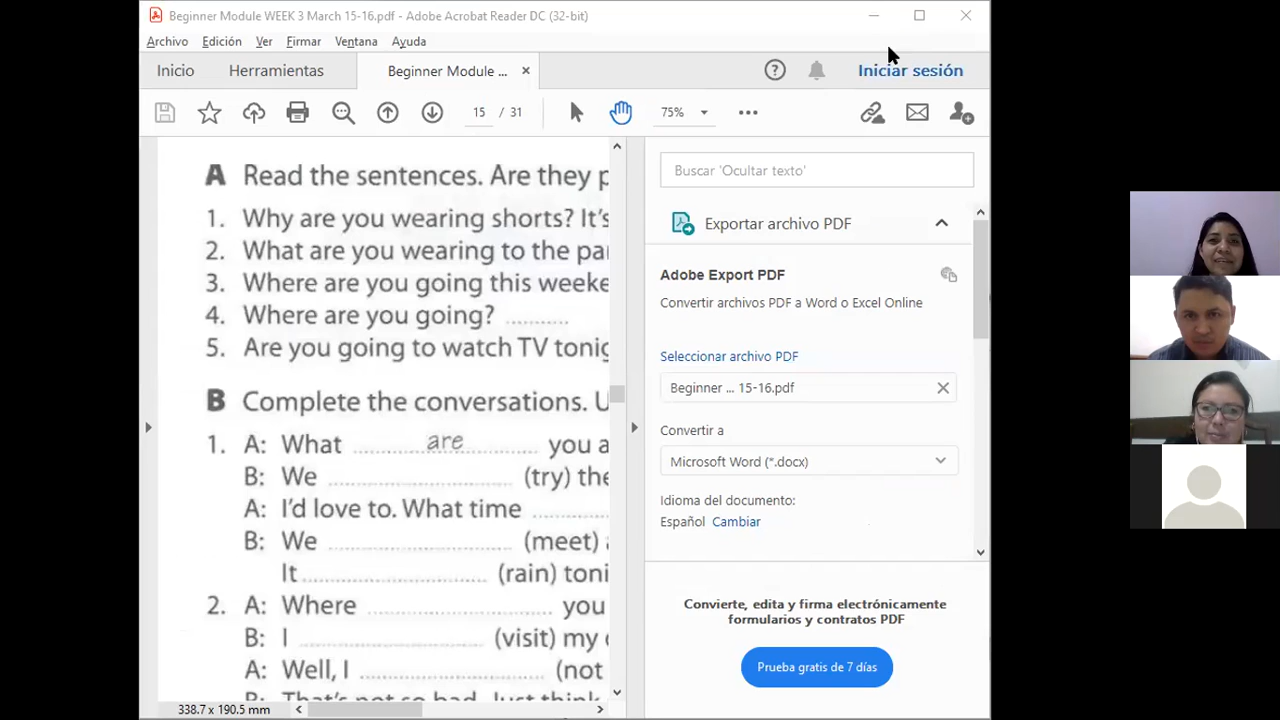 Beginner Module WEEK 3 March 15-16.pdf - Adobe Acrobat Reader DC (32-bit)
Archivo Edición Ver Firmar Ventana Ayuda
Inicio Herramientas Beginner Module ... × Iniciar sesión
15 / 31 75%
A Read the sentences. Are they p
1. Why are you wearing shorts? It's
2. What are you wearing to the pa
3. Where are you going this weeke
4. Where are you going? ..........
5. Are you going to watch TV tonig
B Complete the conversations. U
1. A: What are you a
B: We (try) the
A: I'd love to. What time
B: We (meet)
It (rain) toni
2. A: Where you
B: I (visit) my
A: Well, I (not
B: That's not so bad. Just think
338.7 x 190.5 mm
Buscar 'Ocultar texto'
Exportar archivo PDF
Adobe Export PDF
Convertir archivos PDF a Word o Excel Online
Seleccionar archivo PDF
Beginner ... 15-16.pdf
Convertir a
Microsoft Word (*.docx)
Idioma del documento:
Español Cambiar
Convierte, edita y firma electrónicamente
formularios y contratos PDF
Prueba gratis de 7 días